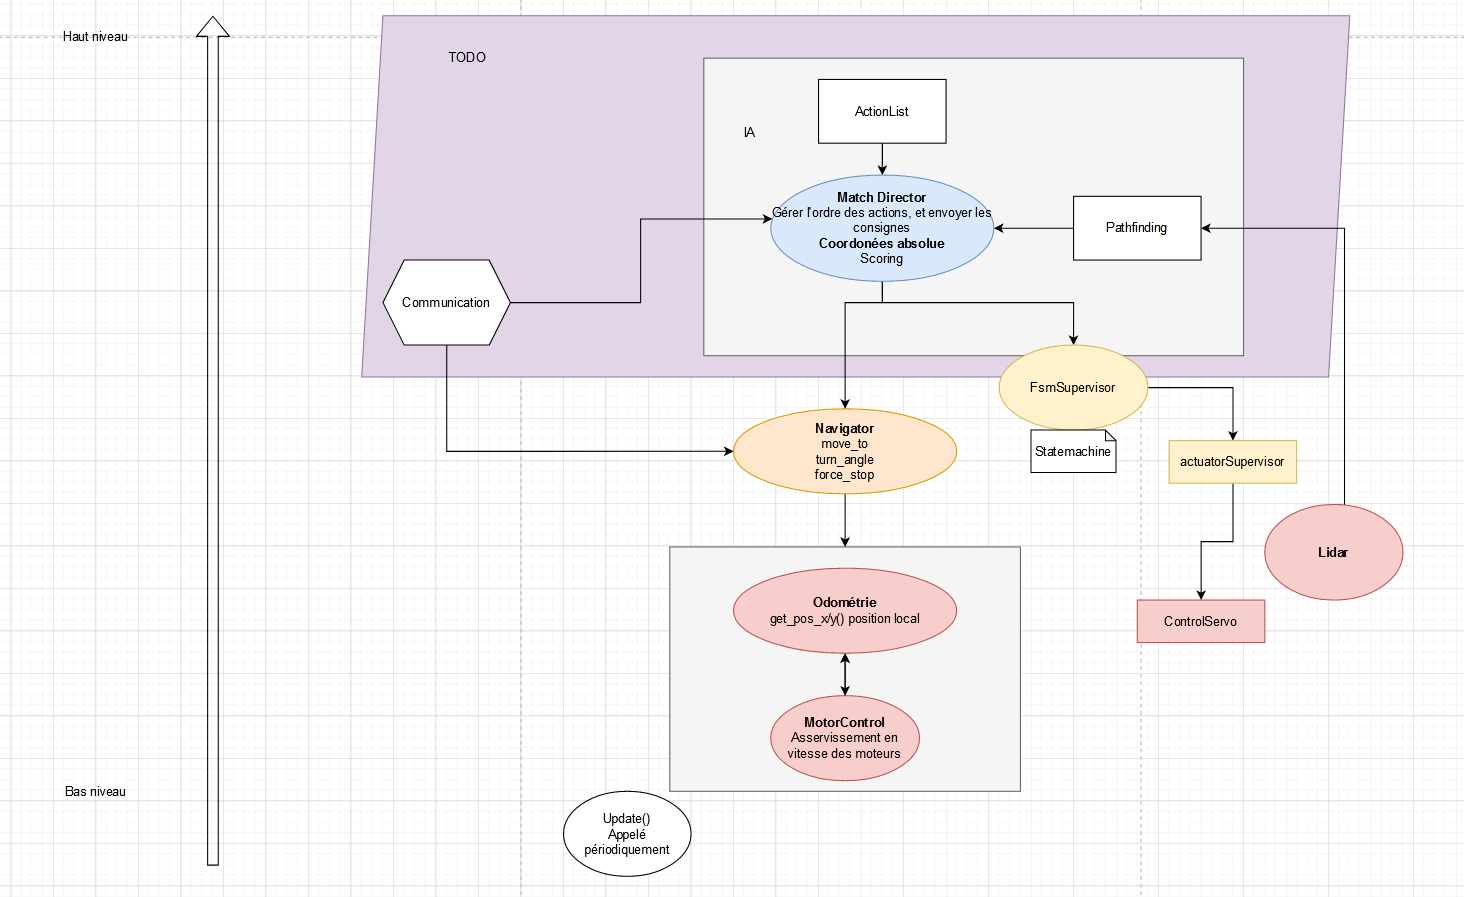 Haut niveau
TODO
IA
ActionList
Match Director
Gérer l'ordre des actions, et envoyer les
consignes
Coordonées absolue
Scoring
Pathfinding
Communication
FsmSupervisor
Statemachine
Navigator
move_to
turn_angle
force_stop
actuatorSupervisor
Lidar
ControlServo
Odométrie
get_pos_x/y() position local
MotorControl
Asservissement en
vitesse des moteurs
Bas niveau
Update()
Appelé
périodiquement